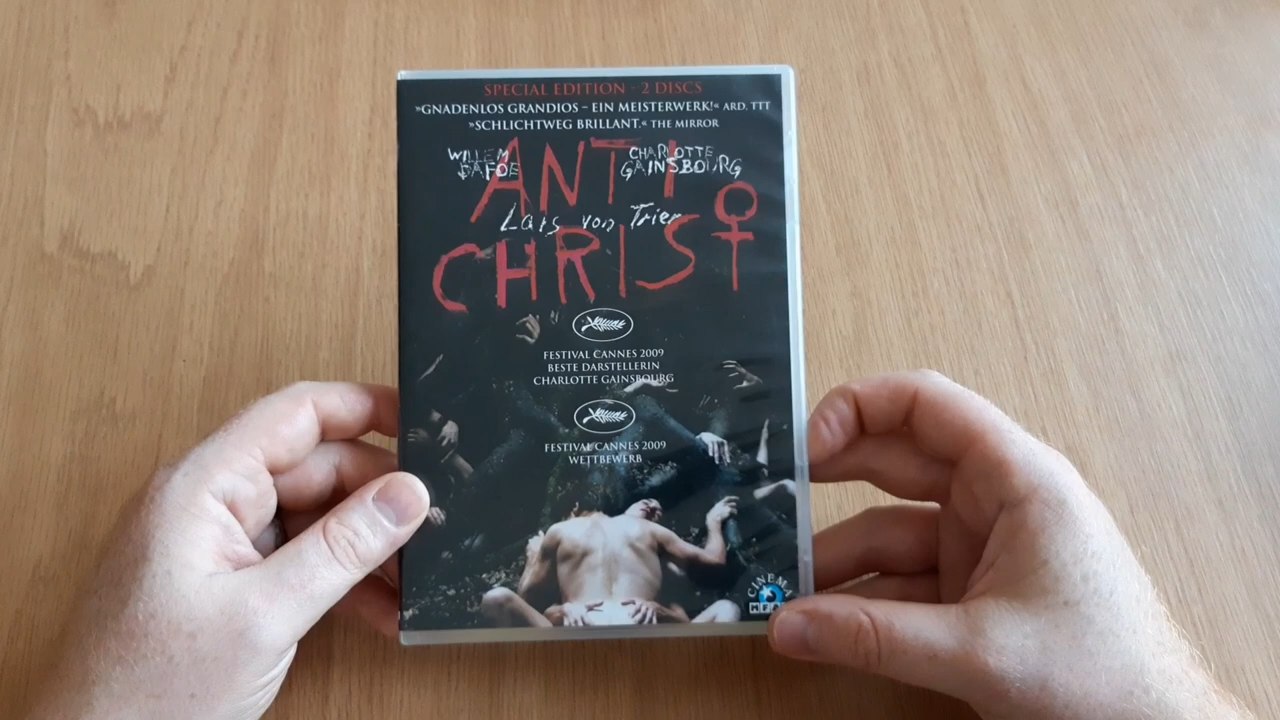 SPECIAL EDITION - 2 DISCS
»GNADENLOS GRANDIOS – EIN MEISTERWERK!« ARD. TTT
»SCHLICHTWEG BRILLANT.« THE MIRROR
WILLEM DAFOE
CHARLOTTE GAINSBOURG
ANTI
Lars von Trier
CHRIS♀
FESTIVAL CANNES 2009
BESTE DARSTELLERIN
CHARLOTTE GAINSBOURG
FESTIVAL CANNES 2009
WETTBEWERB
CINEMA